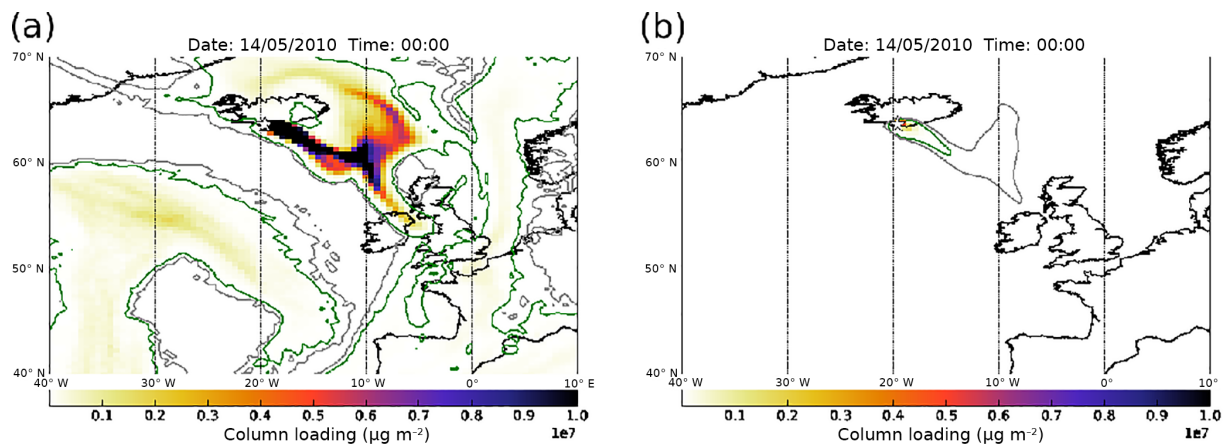 (a)
Date: 14/05/2010 Time: 00:00
70° N
60° N
50° N
40° N
40° W 30° W 20° W 10° W 0° 10° E
0.1 0.2 0.3 0.4 0.5 0.6 0.7 0.8 0.9 1.0
Column loading (µg m⁻²) 1e7
(b)
Date: 14/05/2010 Time: 00:00
70° N
60° N
50° N
40° N
40° W 30° W 20° W 10° W 0° 10°
0.1 0.2 0.3 0.4 0.5 0.6 0.7 0.8 0.9 1.0
Column loading (µg m⁻²) 1e7